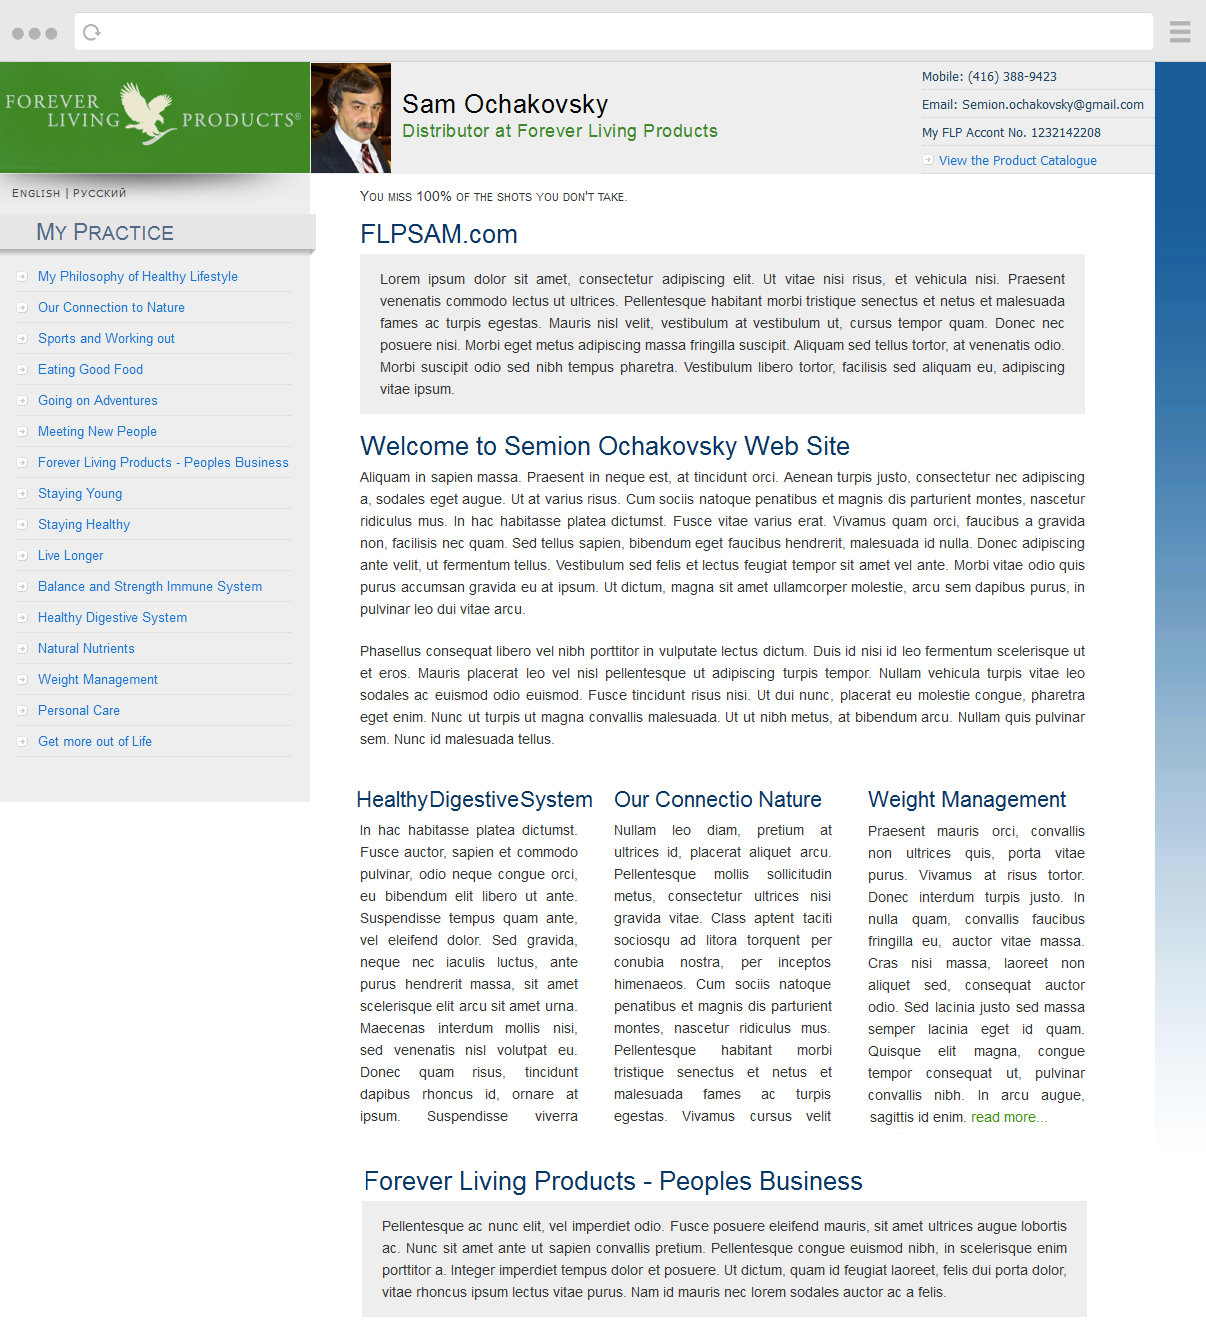 FOREVER
LIVING PRODUCTS®
Sam Ochakovsky
Distributor at Forever Living Products
Mobile: (416) 388-9423
Email: Semion.ochakovsky@gmail.com
My FLP Accont No. 1232142208
View the Product Catalogue
English | Русский
My Practice
My Philosophy of Healthy Lifestyle
Our Connection to Nature
Sports and Working out
Eating Good Food
Going on Adventures
Meeting New People
Forever Living Products - Peoples Business
Staying Young
Staying Healthy
Live Longer
Balance and Strength Immune System
Healthy Digestive System
Natural Nutrients
Weight Management
Personal Care
Get more out of Life
You miss 100% of the shots you don't take.
FLPSAM.com
Lorem ipsum dolor sit amet, consectetur adipiscing elit. Ut vitae nisi risus, et vehicula nisi. Praesent
venenatis commodo lectus ut ultrices. Pellentesque habitant morbi tristique senectus et netus et malesuada
fames ac turpis egestas. Mauris nisl velit, vestibulum at vestibulum ut, cursus tempor quam. Donec nec
posuere nisi. Morbi eget metus adipiscing massa fringilla suscipit. Aliquam sed tellus tortor, at venenatis odio.
Morbi suscipit odio sed nibh tempus pharetra. Vestibulum libero tortor, facilisis sed aliquam eu, adipiscing
vitae ipsum.
Welcome to Semion Ochakovsky Web Site
Aliquam in sapien massa. Praesent in neque est, at tincidunt orci. Aenean turpis justo, consectetur nec adipiscing
a, sodales eget augue. Ut at varius risus. Cum sociis natoque penatibus et magnis dis parturient montes, nascetur
ridiculus mus. In hac habitasse platea dictumst. Fusce vitae varius erat. Vivamus quam orci, faucibus a gravida
non, facilisis nec quam. Sed tellus sapien, bibendum eget faucibus hendrerit, malesuada id nulla. Donec adipiscing
ante velit, ut fermentum tellus. Vestibulum sed felis et lectus feugiat tempor sit amet vel ante. Morbi vitae odio quis
purus accumsan gravida eu at ipsum. Ut dictum, magna sit amet ullamcorper molestie, arcu sem dapibus purus, in
pulvinar leo dui vitae arcu.
Phasellus consequat libero vel nibh porttitor in vulputate lectus dictum. Duis id nisi id leo fermentum scelerisque ut
et eros. Mauris placerat leo vel nisl pellentesque ut adipiscing turpis tempor. Nullam vehicula turpis vitae leo
sodales ac euismod odio euismod. Fusce tincidunt risus nisi. Ut dui nunc, placerat eu molestie congue, pharetra
eget enim. Nunc ut turpis ut magna convallis malesuada. Ut ut nibh metus, at bibendum arcu. Nullam quis pulvinar
sem. Nunc id malesuada tellus.
Healthy Digestive System
In hac habitasse platea dictumst.
Fusce auctor, sapien et commodo
pulvinar, odio neque congue orci,
eu bibendum elit libero ut ante.
Suspendisse tempus quam ante,
vel eleifend dolor. Sed gravida,
neque nec iaculis luctus, ante
purus hendrerit massa, sit amet
scelerisque elit arcu sit amet urna.
Maecenas interdum mollis nisi,
sed venenatis nisl volutpat eu.
Donec quam risus, tincidunt
dapibus rhoncus id, ornare at
ipsum. Suspendisse viverra
Our Connectio Nature
Nullam leo diam, pretium at
ultrices id, placerat aliquet arcu.
Pellentesque mollis sollicitudin
metus, consectetur ultrices nisi
gravida vitae. Class aptent taciti
sociosqu ad litora torquent per
conubia nostra, per inceptos
himenaeos. Cum sociis natoque
penatibus et magnis dis parturient
montes, nascetur ridiculus mus.
Pellentesque habitant morbi
tristique senectus et netus et
malesuada fames ac turpis
egestas. Vivamus cursus velit
Weight Management
Praesent mauris orci, convallis
non ultrices quis, porta vitae
purus. Vivamus at risus tortor.
Donec interdum turpis justo. In
nulla quam, convallis faucibus
fringilla eu, auctor vitae massa.
Cras nisi massa, laoreet non
aliquet sed, consequat auctor
odio. Sed lacinia justo sed massa
semper lacinia eget id quam.
Quisque elit magna, congue
tempor consequat ut, pulvinar
convallis nibh. In arcu augue,
sagittis id enim. read more...
Forever Living Products - Peoples Business
Pellentesque ac nunc elit, vel imperdiet odio. Fusce posuere eleifend mauris, sit amet ultrices augue lobortis
ac. Nunc sit amet ante ut sapien convallis pretium. Pellentesque congue euismod nibh, in scelerisque enim
porttitor a. Integer imperdiet tempus dolor et posuere. Ut dictum, quam id feugiat laoreet, felis dui porta dolor,
vitae rhoncus ipsum lectus vitae purus. Nam id mauris nec lorem sodales auctor ac a felis.